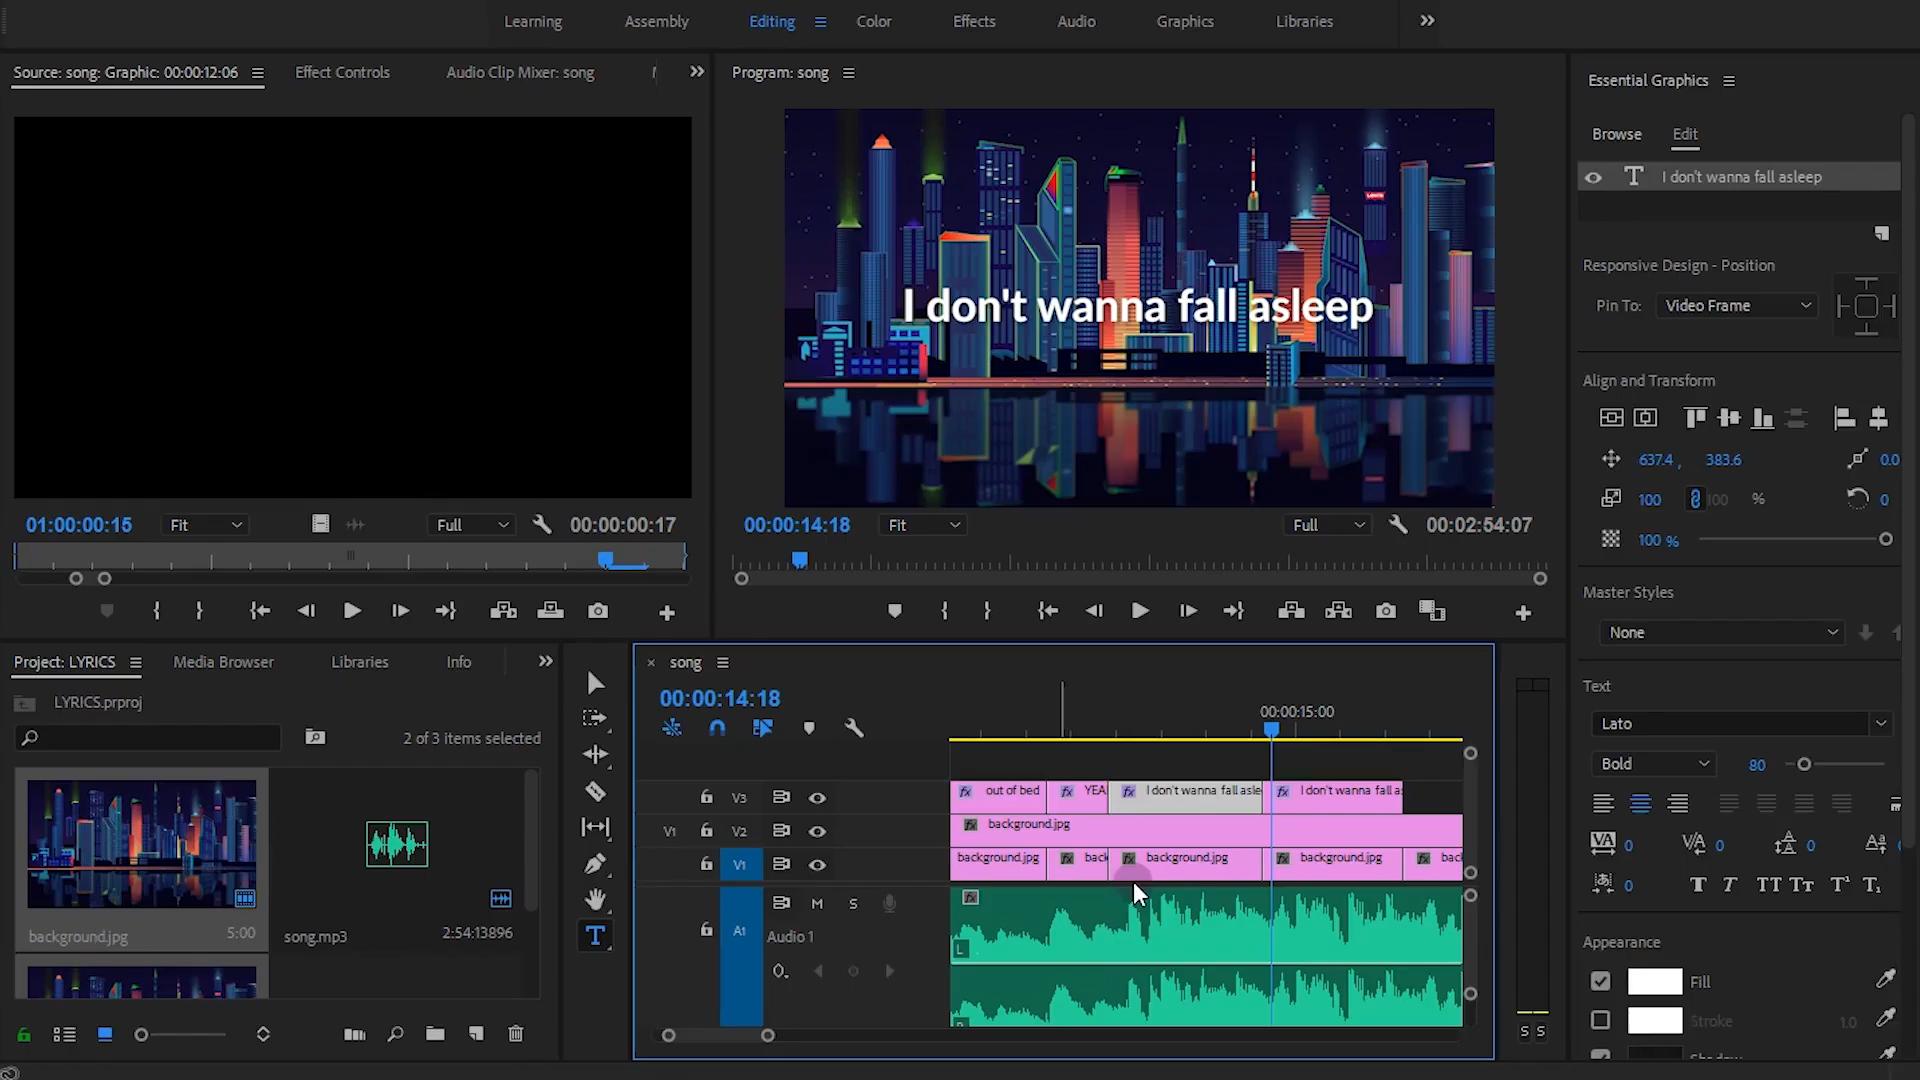 Learning Assembly Editing Color Effects Audio Graphics Libraries
Source: song: Graphic: 00:00:12:06 Effect Controls Audio Clip Mixer: song
Program: song
Essential Graphics
Browse Edit
I don't wanna fall asleep
Responsive Design - Position
Pin To: Video Frame
I don't wanna fall asleep
Align and Transform
637.4 , 383.6 0.0
100 100 % 0
01:00:00:15 Fit Full 00:00:00:17
00:00:14:18 Fit Full 00:02:54:07
100 %
Master Styles
None
Project: LYRICS Media Browser Libraries Info
song
Text
LYRICS.prproj
00:00:14:18
00:00:15:00
Lato
2 of 3 items selected
Bold 80
V3 out of bed YEA I don't wanna fall asle I don't wanna fall a
V1 V2 background.jpg
V1 background.jpg back background.jpg background.jpg bac
0 0 0
0
M S
background.jpg 5:00
song.mp3 2:54:13896
A1 Audio 1
L
Appearance
Fill
Stroke 1.0
S S